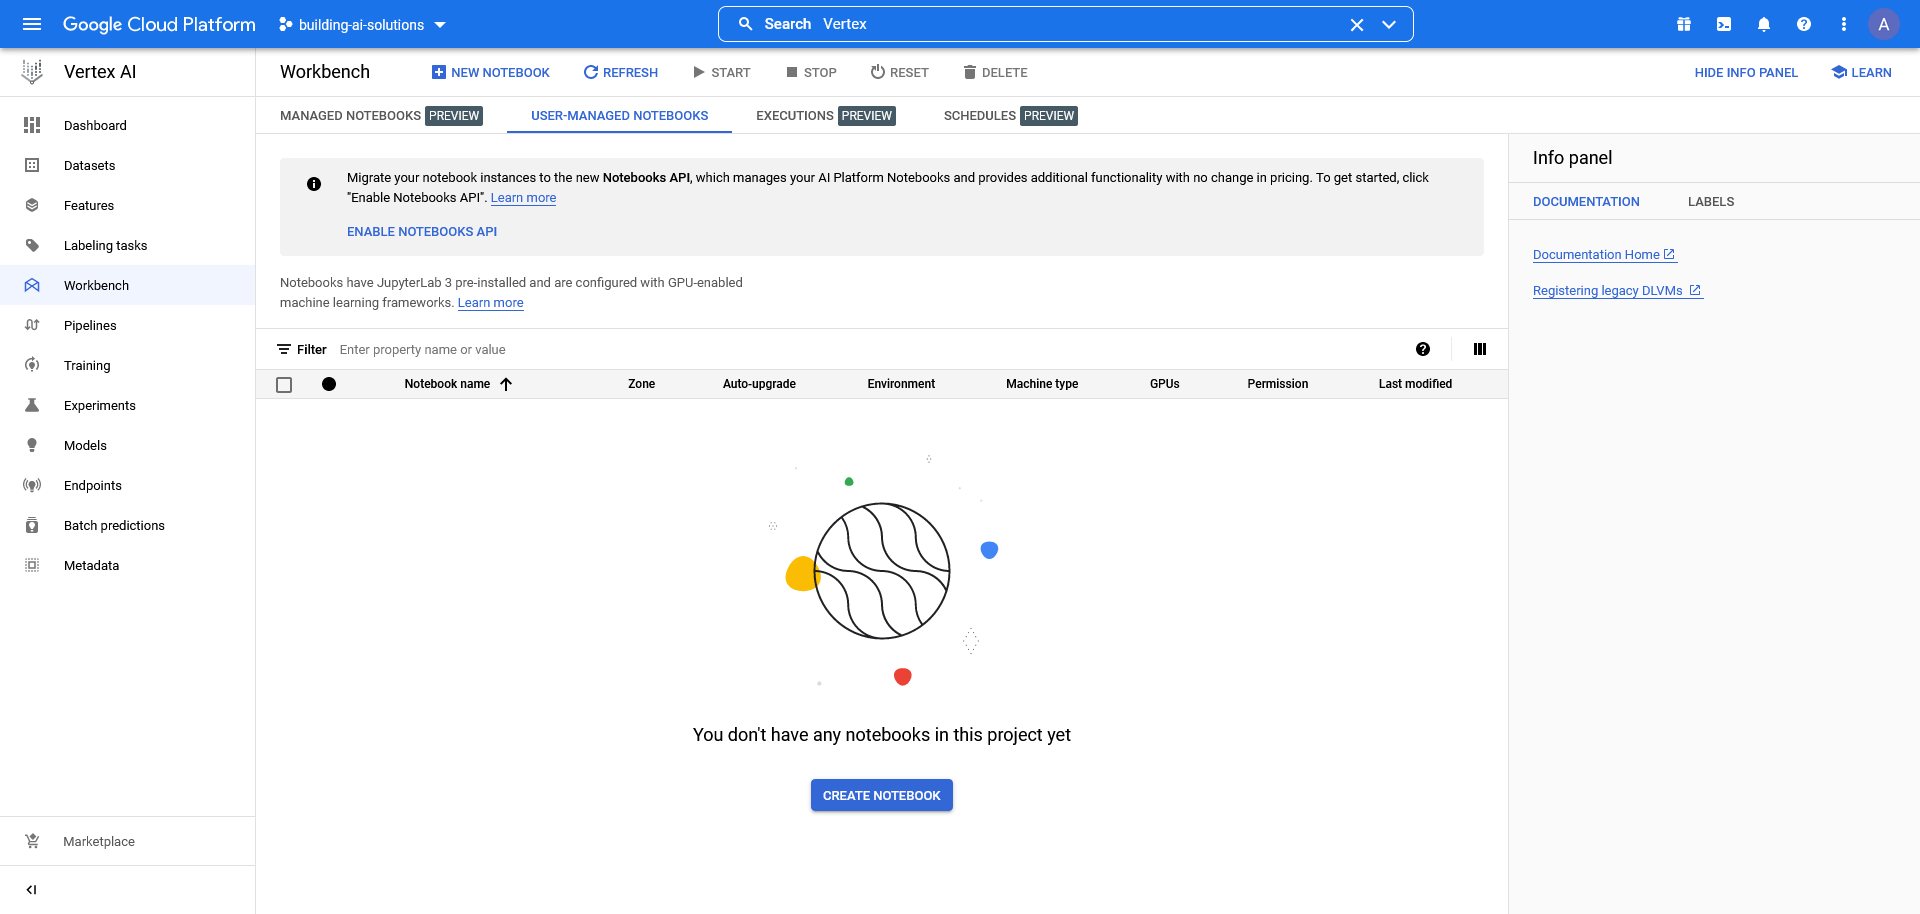 Google Cloud Platform
building-ai-solutions
Search Vertex
A
Vertex AI
Workbench
NEW NOTEBOOK
REFRESH
START
STOP
RESET
DELETE
HIDE INFO PANEL
LEARN
Dashboard
Datasets
Features
Labeling tasks
Workbench
Pipelines
Training
Experiments
Models
Endpoints
Batch predictions
Metadata
Marketplace
MANAGED NOTEBOOKS PREVIEW
USER-MANAGED NOTEBOOKS
EXECUTIONS PREVIEW
SCHEDULES PREVIEW
Migrate your notebook instances to the new Notebooks API, which manages your AI Platform Notebooks and provides additional functionality with no change in pricing. To get started, click
"Enable Notebooks API". Learn more
ENABLE NOTEBOOKS API
Notebooks have JupyterLab 3 pre-installed and are configured with GPU-enabled
machine learning frameworks. Learn more
Filter Enter property name or value
Notebook name Zone Auto-upgrade Environment Machine type GPUs Permission Last modified
You don't have any notebooks in this project yet
CREATE NOTEBOOK
Info panel
DOCUMENTATION
LABELS
Documentation Home
Registering legacy DLVMs